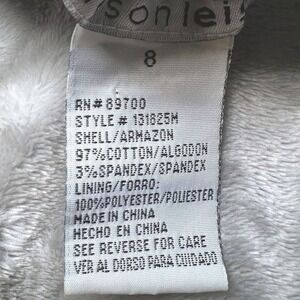 sonlei
8
RN# 89700
STYLE # 131825M
SHELL/ARMAZON
97%COTTON/ALGODON
3%SPANDEX/SPANDEX
LINING/FORRO:
100%POLYESTER/POLIESTER
MADE IN CHINA
HECHO EN CHINA
SEE REVERSE FOR CARE
VER AL DORSO PARA CUIDADO